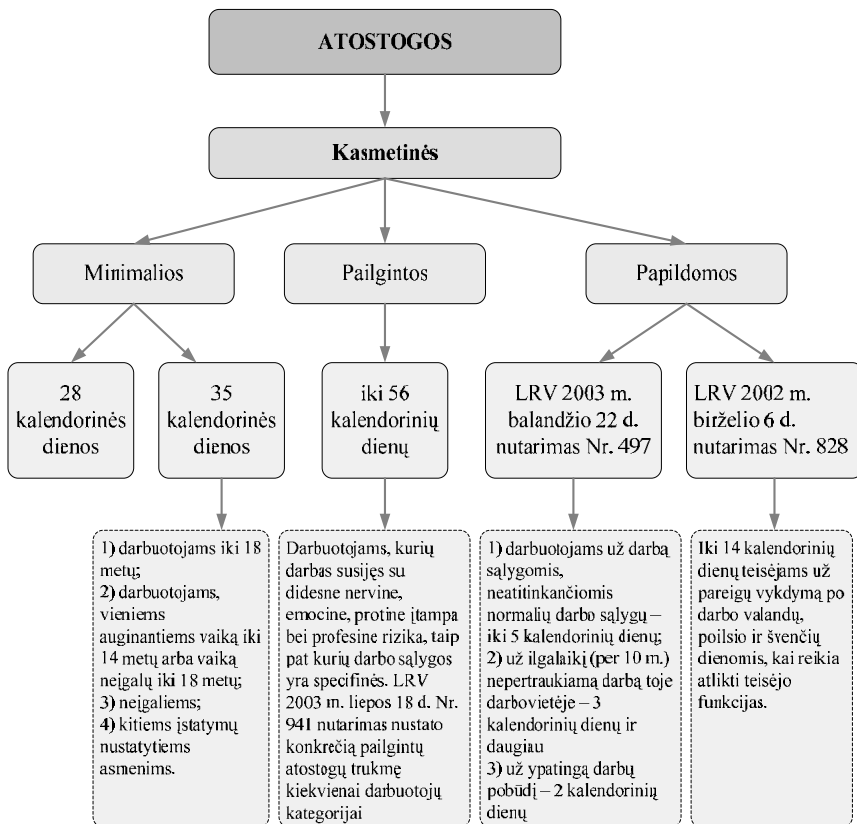 ATOSTOGOS
Kasmetinės
Minimalios
Pailgintos
Papildomos
28
kalendorinės
dienos
35
kalendorinės
dienos
iki 56
kalendorinių
dienų
LRV 2003 m.
balandžio 22 d.
nutarimas Nr. 497
LRV 2002 m.
birželio 6 d.
nutarimas Nr. 828
1) darbuotojams iki 18
metų;
2) darbuotojams,
vieniems
auginantiems vaiką iki
14 metų arba vaiką
neįgalų iki 18 metų;
3) neįgaliems;
4) kitiems įstatymų
nustatytiems
asmenims.
Darbuotojams, kurių
darbas susijęs su
didesne nervine,
emocine, protine įtampa
bei profesine rizika, taip
pat kurių darbo sąlygos
yra specifinės. LRV
2003 m. liepos 18 d. Nr.
941 nutarimas nustato
konkrečią pailgintų
atostogų trukmę
kiekvienai darbuotojų
kategorijai
1) darbuotojams už darbą
sąlygomis,
neatitinkančiomis
normalių darbo sąlygų –
iki 5 kalendorinių dienų;
2) už ilgalaikį (per 10 m.)
nepertraukiamą darbą toje
darbovietėje – 3
kalendorinių dienų ir
daugiau
3) už ypatingą darbų
pobūdį – 2 kalendorinių
dienų
Iki 14 kalendorinių
dienų teisėjams už
pareigų vykdymą po
darbo valandų,
poilsio ir švenčių
dienomis, kai reikia
atlikti teisėjo
funkcijas.